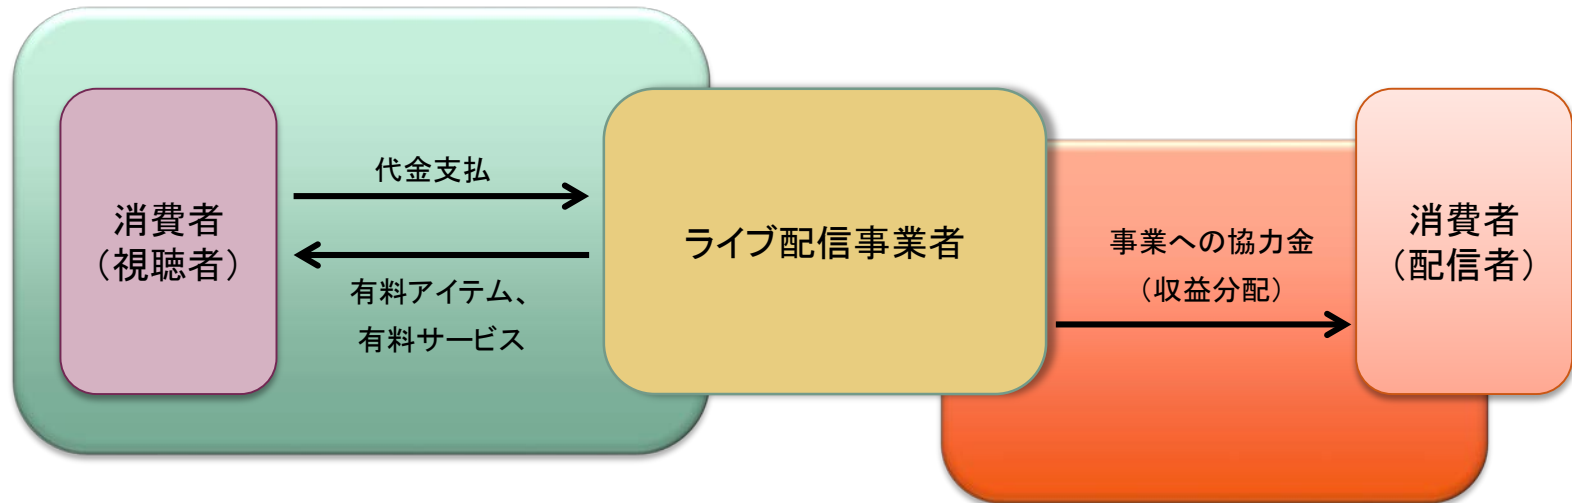 消費者
（視聴者）
代金支払
有料アイテム、
有料サービス
ライブ配信事業者
事業への協力金
（収益分配）
消費者
（配信者）